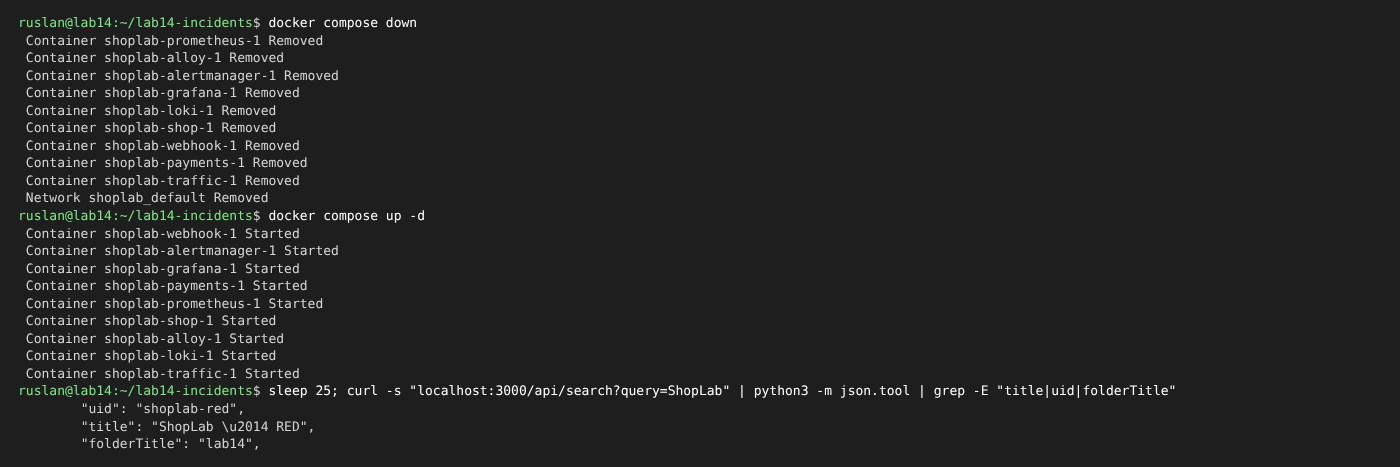 ruslan@lab14:~/lab14-incidents$ docker compose down
 Container shoplab-prometheus-1 Removed
 Container shoplab-alloy-1 Removed
 Container shoplab-alertmanager-1 Removed
 Container shoplab-grafana-1 Removed
 Container shoplab-loki-1 Removed
 Container shoplab-shop-1 Removed
 Container shoplab-webhook-1 Removed
 Container shoplab-payments-1 Removed
 Container shoplab-traffic-1 Removed
 Network shoplab_default Removed
ruslan@lab14:~/lab14-incidents$ docker compose up -d
 Container shoplab-webhook-1 Started
 Container shoplab-alertmanager-1 Started
 Container shoplab-grafana-1 Started
 Container shoplab-payments-1 Started
 Container shoplab-prometheus-1 Started
 Container shoplab-shop-1 Started
 Container shoplab-alloy-1 Started
 Container shoplab-loki-1 Started
 Container shoplab-traffic-1 Started
ruslan@lab14:~/lab14-incidents$ sleep 25; curl -s "localhost:3000/api/search?query=ShopLab" | python3 -m json.tool | grep -E "title|uid|folderTitle"
        "uid": "shoplab-red",
        "title": "ShopLab \u2014 RED",
        "folderTitle": "lab14",